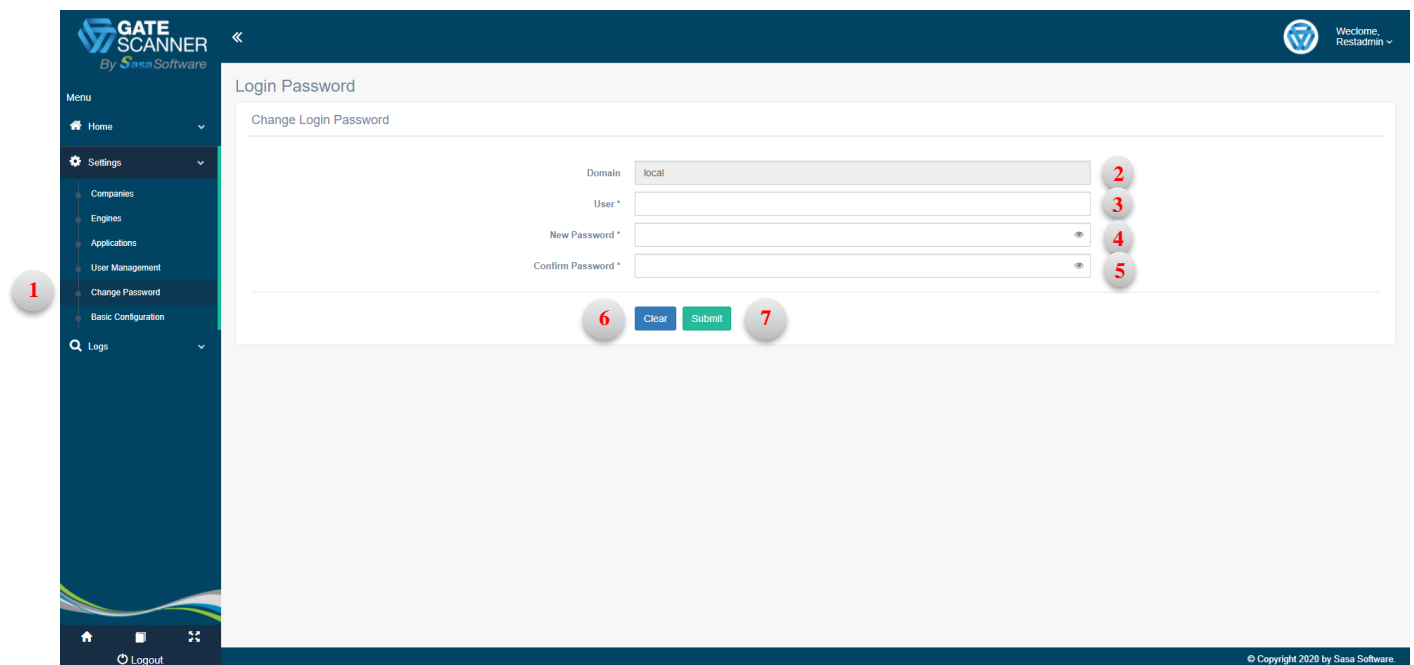 GATE
SCANNER
By Sasa Software
Weclome,
Restadmin
Menu
Home
Settings
Companies
Engines
Applications
User Management
1
Change Password
Basic Configuration
Logs
Logout
Login Password
Change Login Password
Domain local 2
User * 3
New Password * 4
Confirm Password * 5
6 Clear Submit 7
© Copyright 2020 by Sasa Software.